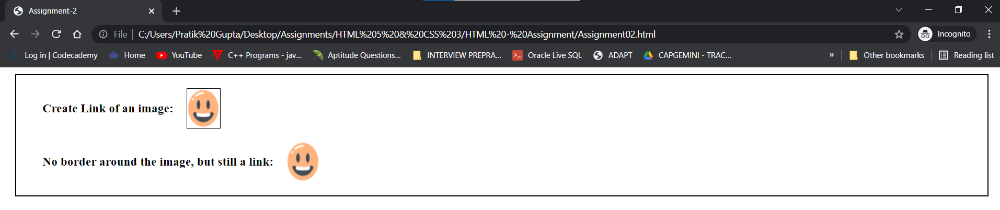 Assignment-2
File C:/Users/Pratik%20Gupta/Desktop/Assignments/HTML%205%20&%20CSS%203/HTML%20-%20Assignment/Assignment02.html Incognito
Log in | Codecademy Home YouTube C++ Programs - jav... Aptitude Questions... INTERVIEW PREPRA... Oracle Live SQL ADAPT CAPGEMINI - TRAC... » Other bookmarks Reading list
Create Link of an image:
No border around the image, but still a link: